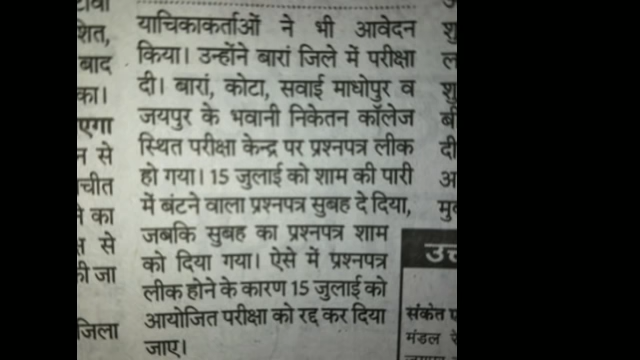 याचिकाकर्ताओं ने भी आवेदन
किया। उन्होंने बारां जिले में परीक्षा
दी। बारां, कोटा, सवाई माधोपुर व
जयपुर के भवानी निकेतन कॉलेज
स्थित परीक्षा केन्द्र पर प्रश्नपत्र लीक
हो गया। 15 जुलाई को शाम की पारी
में बंटने वाला प्रश्नपत्र सुबह दे दिया,
जबकि सुबह का प्रश्नपत्र शाम
को दिया गया। ऐसे में प्रश्नपत्र
लीक होने के कारण 15 जुलाई को
आयोजित परीक्षा को रद्द कर दिया
जाए।
बाद
का।
से
का
से
जा
जिला
संकेत
मंडल